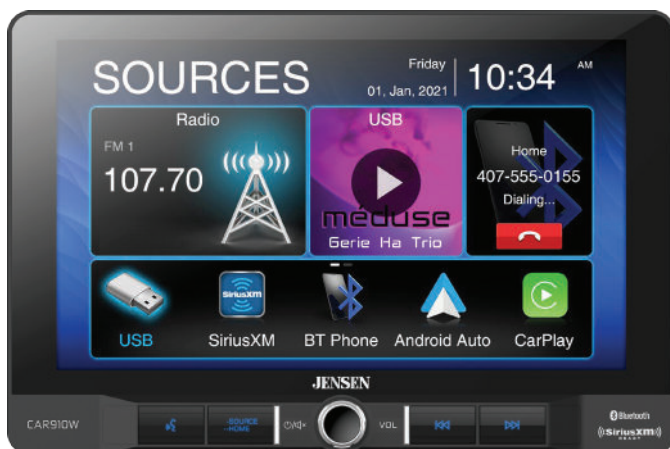 SOURCES
Friday
01, Jan, 2021
10:34
AM
Radio
FM 1
107.70
USB
méduse
Gerie Ha Trio
Home
407-555-0155
Dialing...
USB
SiriusXM
SiriusXM
BT Phone
Android Auto
CarPlay
JENSEN
CAR910W
-SOURCE
--HOME
VOL
Bluetooth
((SiriusXM))
READY